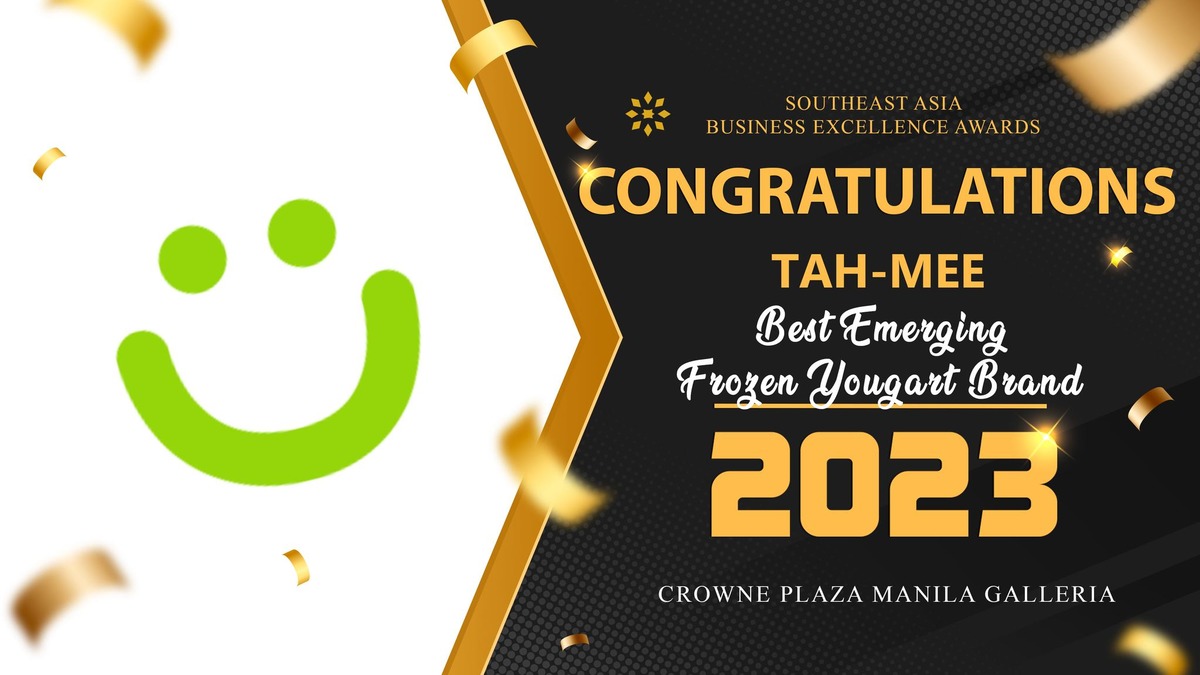 SOUTHEAST ASIA
BUSINESS EXCELLENCE AWARDS
CONGRATULATIONS
TAH-MEE
Best Emerging
Frozen Yougart Brand
2023
CROWNE PLAZA MANILA GALLERIA